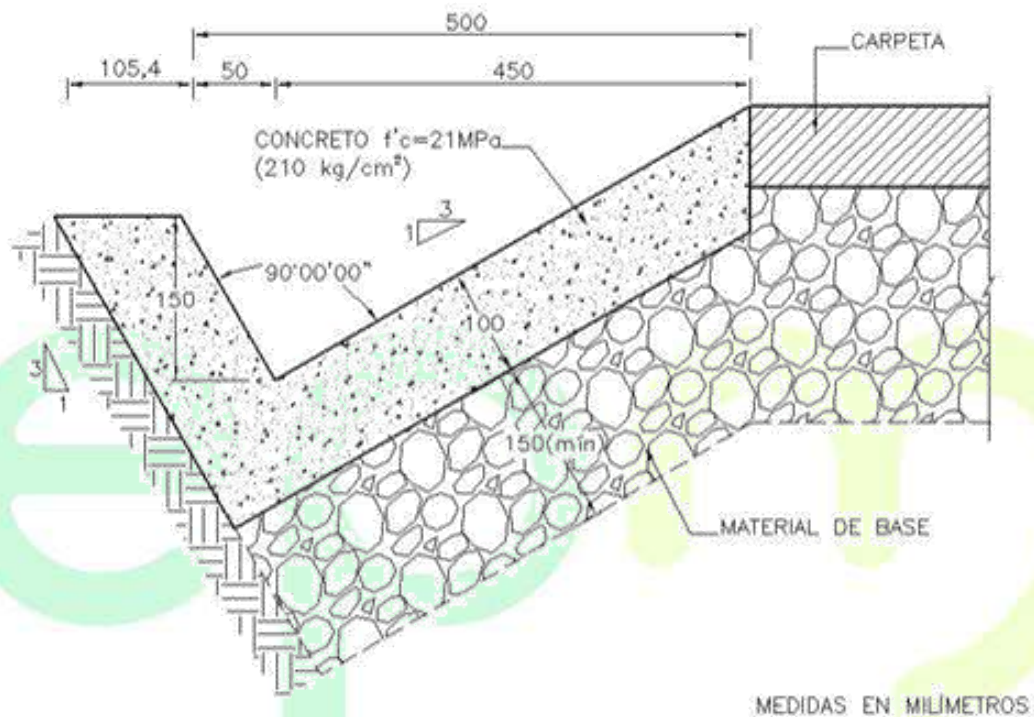 500
CARPETA
105,4
50
450
CONCRETO f'c=21MPa
(210 kg/cm²)
3
1
90°00'00"
150
100
3
1
150(mín)
MATERIAL DE BASE
MEDIDAS EN MILÍMETROS